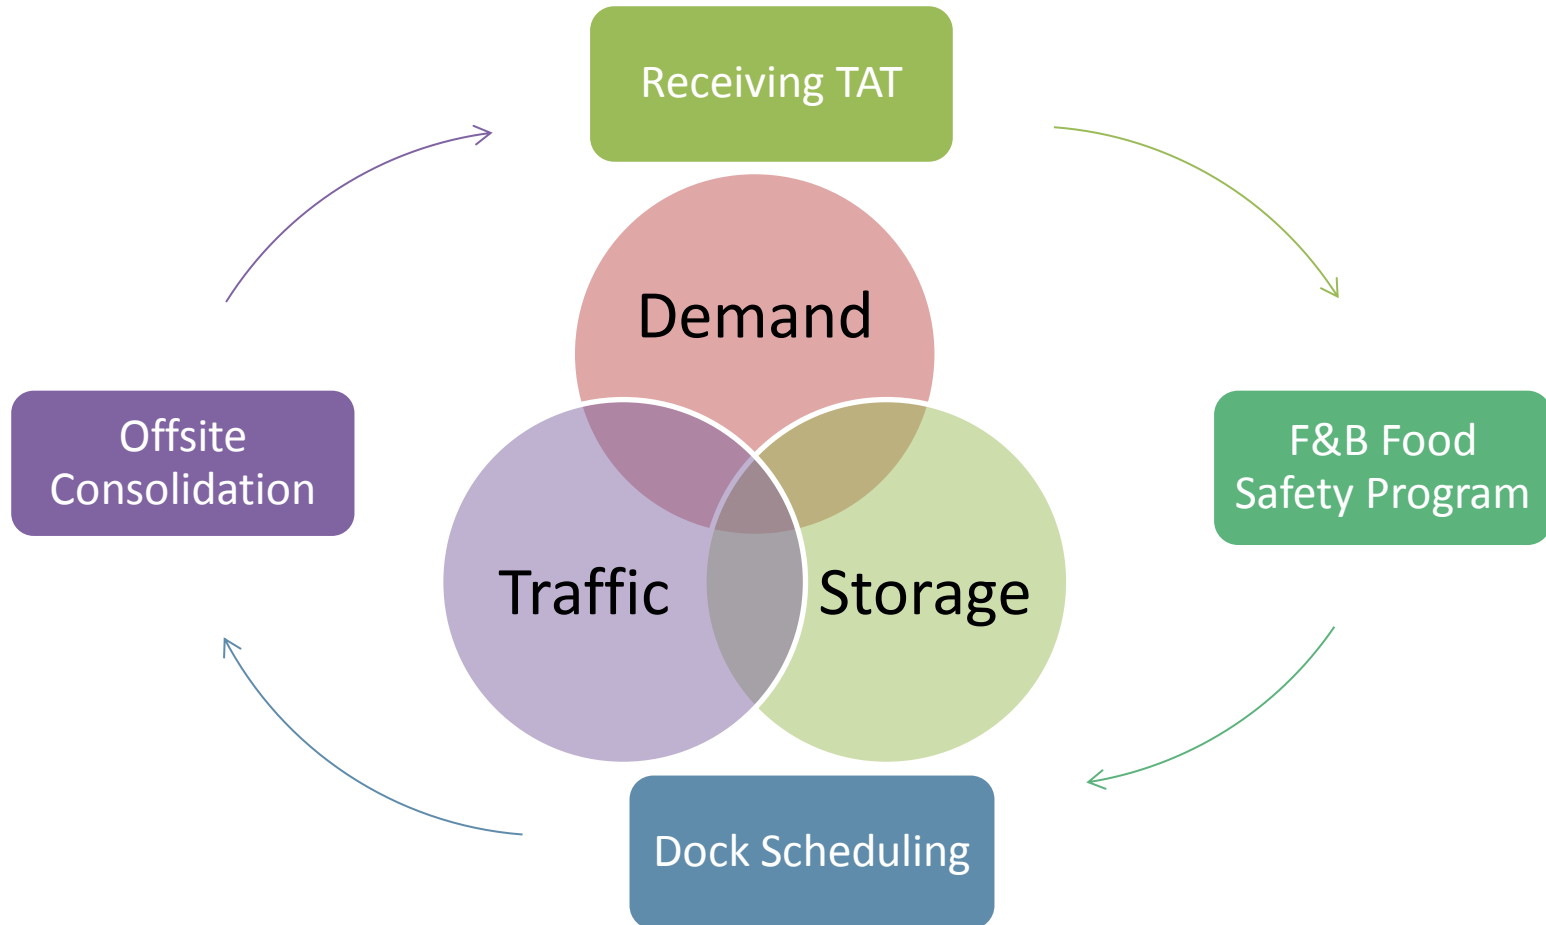 Receiving TAT
Demand
Offsite
Consolidation
F&B Food
Safety Program
Traffic
Storage
Dock Scheduling